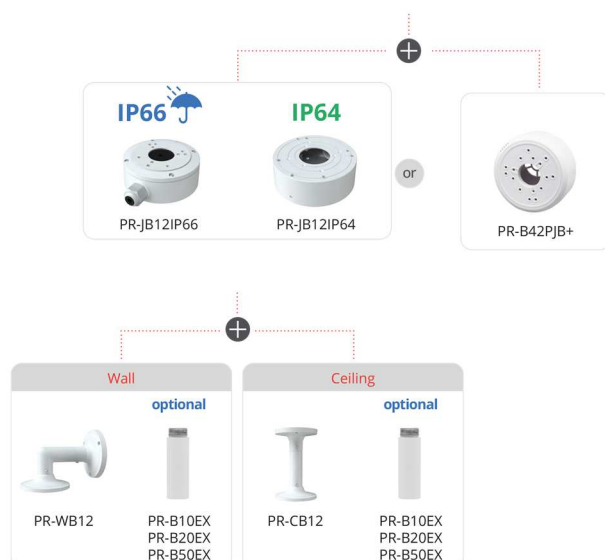 IP66
IP64
PR-JB12IP66
PR-JB12IP64
or
PR-B42PJB+
Wall
Ceiling
optional
optional
PR-WB12
PR-B10EX
PR-B20EX
PR-B50EX
PR-CB12
PR-B10EX
PR-B20EX
PR-B50EX